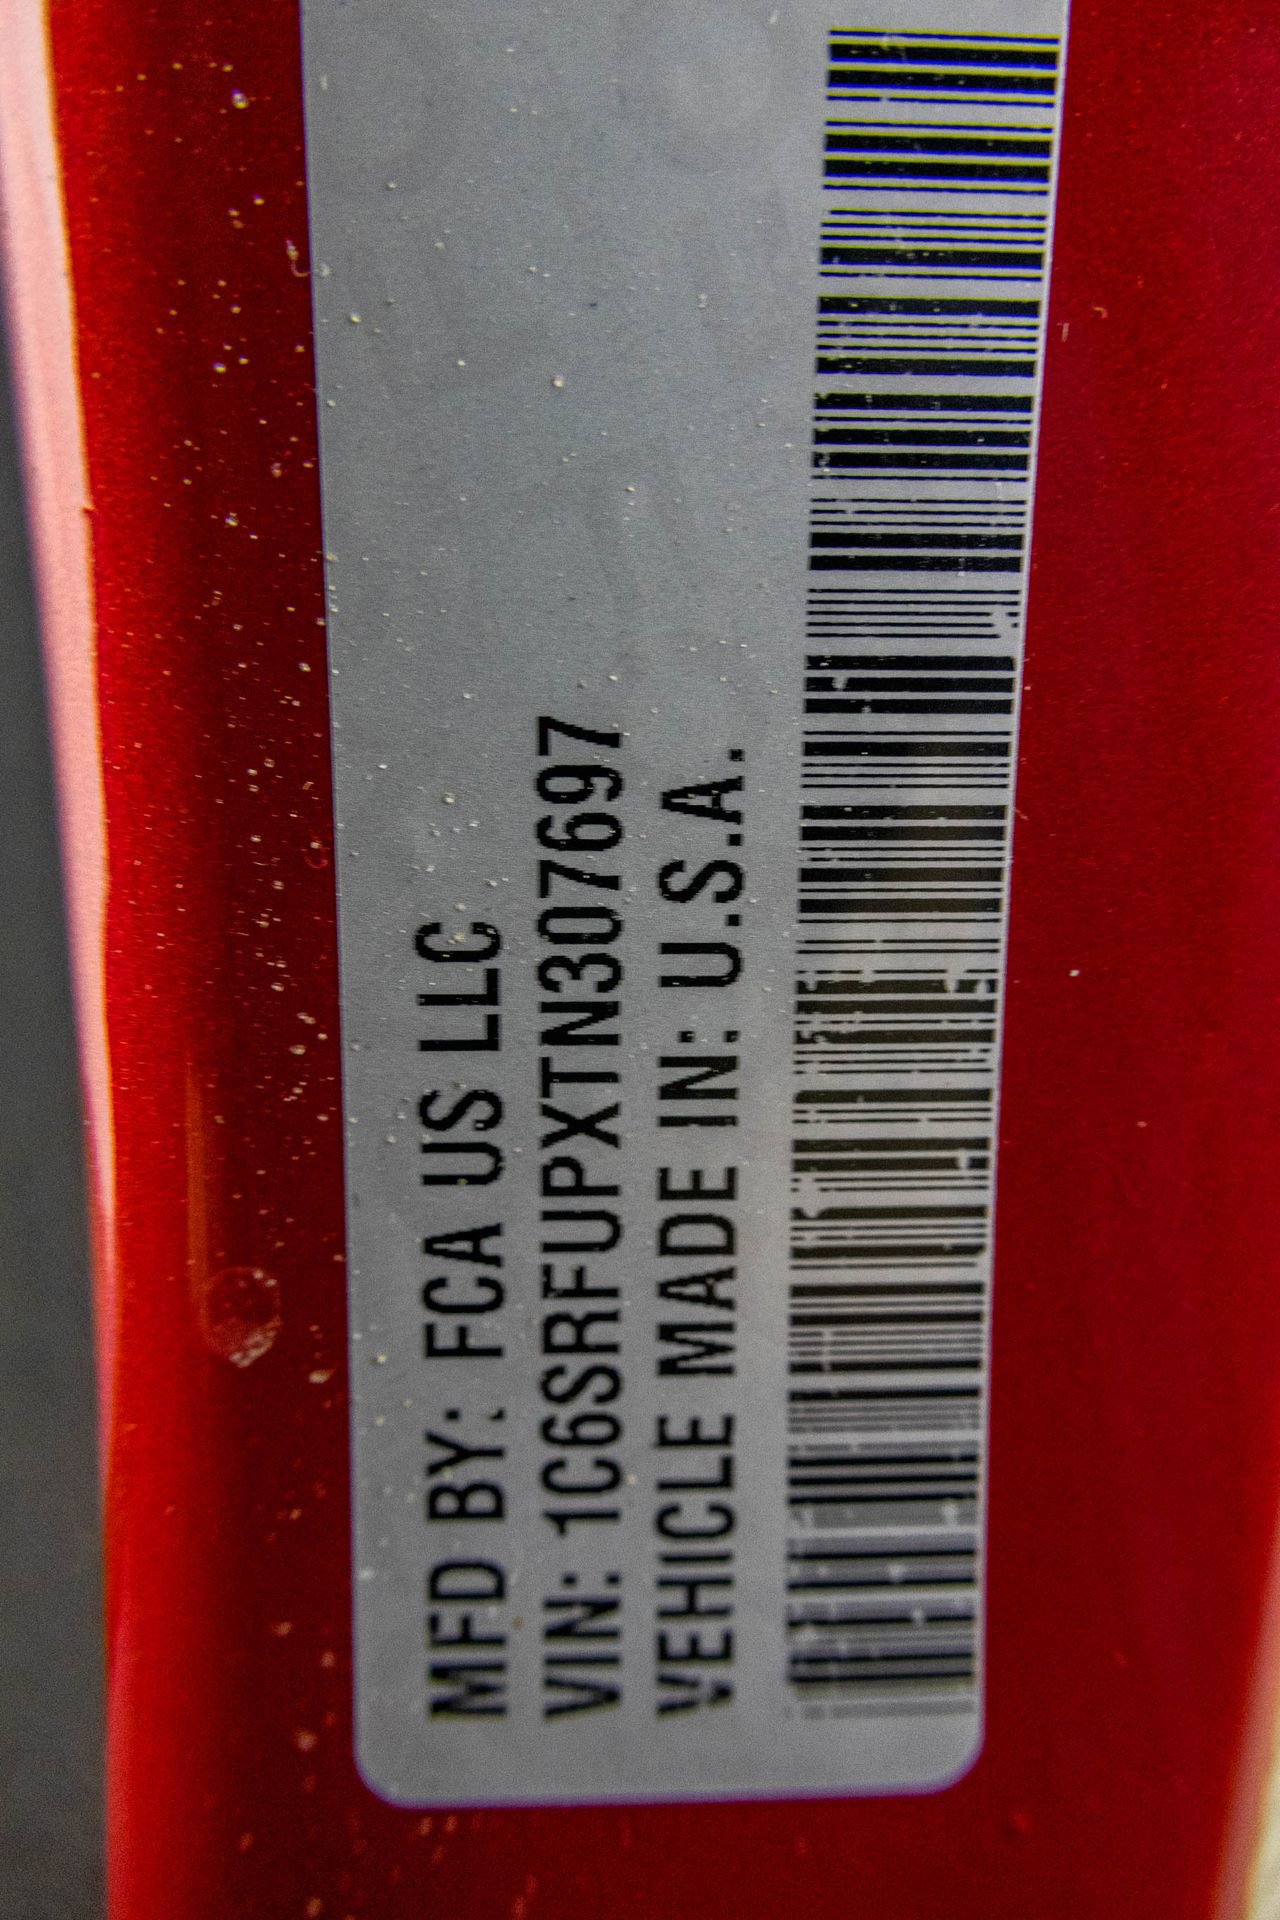 MFD BY: FCA US LLC
VIN: 1C6SRFUPXTN307697
VEHICLE MADE IN: U.S.A.